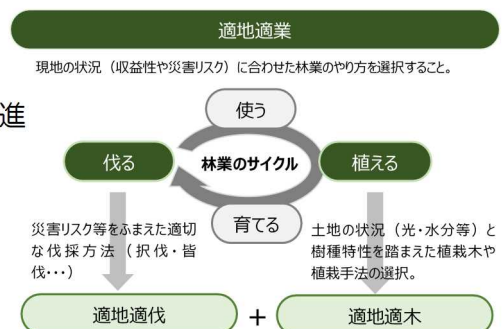 適地適業
現地の状況（収益性や災害リスク）に合わせた林業のやり方を選択すること。
進
使う
伐る
林業のサイクル
植える
育てる
災害リスク等をふまえた適切
な伐採方法（択伐・皆
伐・・・）
土地の状況（光・水分等）と
樹種特性を踏まえた植栽木や
植栽手法の選択。
適地適伐
+
適地適木